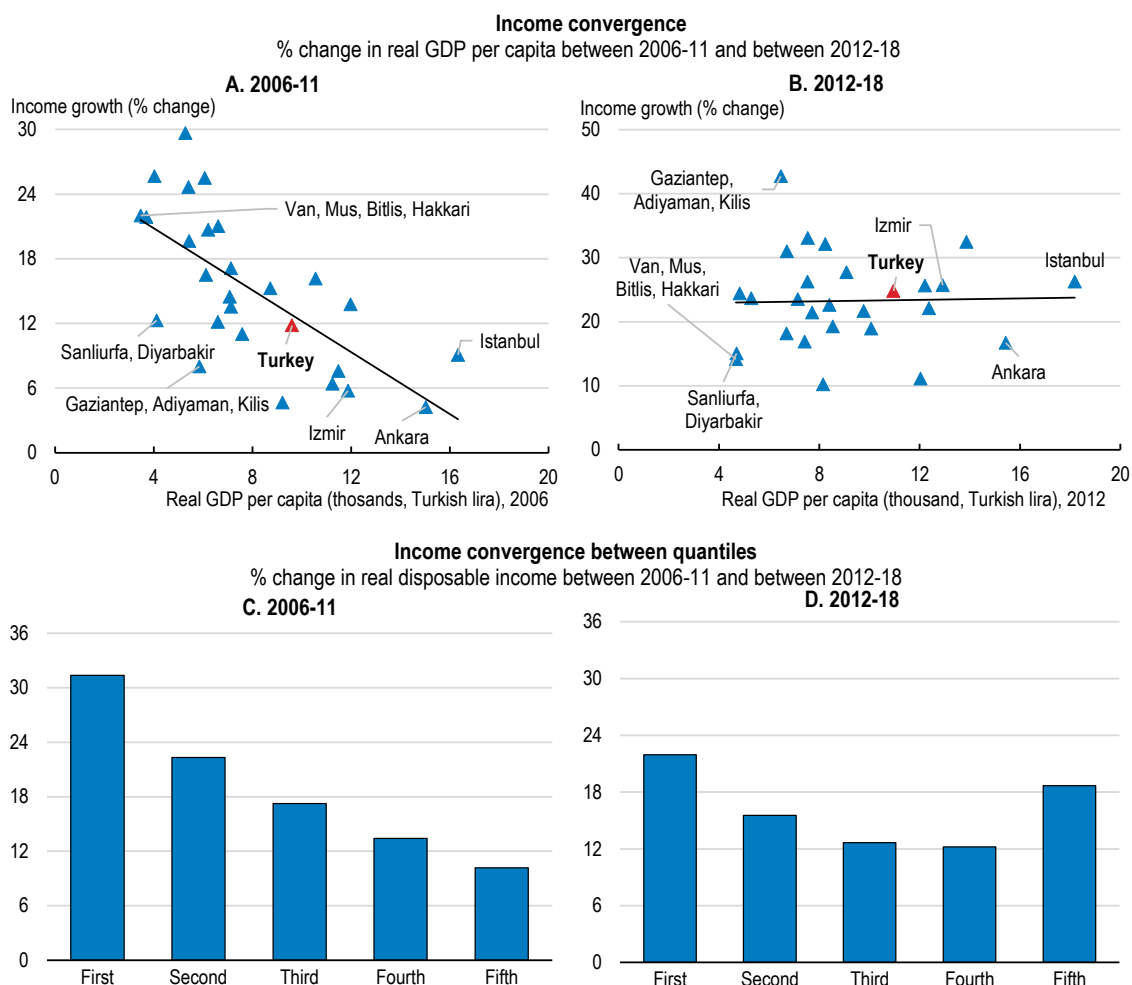 Income convergence
% change in real GDP per capita between 2006-11 and between 2012-18
A. 2006-11
Income growth (% change)
30
24
18
12
6
0
0
4
8
12
16
20
Van, Mus, Bitlis, Hakkari
Sanliurfa, Diyarbakir
Turkey
Istanbul
Gaziantep, Adiyaman, Kilis
Izmir
Ankara
Real GDP per capita (thosands, Turkish lira), 2006
B. 2012-18
Income growth (% change)
50
40
30
20
10
0
0
4
8
12
16
20
Gaziantep,
Adiyaman, Kilis
Izmir
Van, Mus,
Bitlis, Hakkari
Turkey
Istanbul
Sanliurfa,
Diyarbakir
Ankara
Real GDP per capita (thousand, Turkish lira), 2012
Income convergence between quantiles
% change in real disposable income between 2006-11 and between 2012-18
C. 2006-11
36
30
24
18
12
6
0
First
Second
Third
Fourth
Fifth
D. 2012-18
36
30
24
18
12
6
0
First
Second
Third
Fourth
Fifth